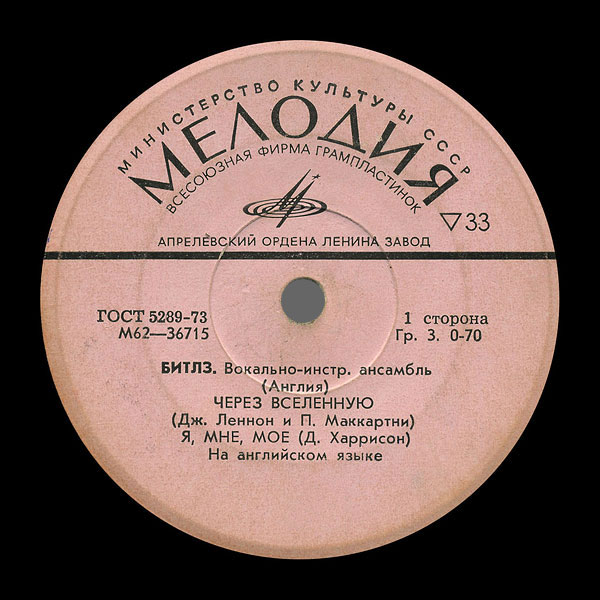 МИНИСТЕРСТВО КУЛЬТУРЫ СССР
МЕЛОДИЯ
ВСЕСОЮЗНАЯ ФИРМА ГРАМПЛАСТИНОК
▽33
АПРЕЛЕВСКИЙ ОРДЕНА ЛЕНИНА ЗАВОД
ГОСТ 5289-73
М62—36715
1 сторона
Гр. 3. 0-70
БИТЛЗ. Вокально-инстр. ансамбль
(Англия)
ЧЕРЕЗ ВСЕЛЕННУЮ
(Дж. Леннон и П. Маккартни)
Я, МНЕ, МОЕ (Д. Харрисон)
На английском языке